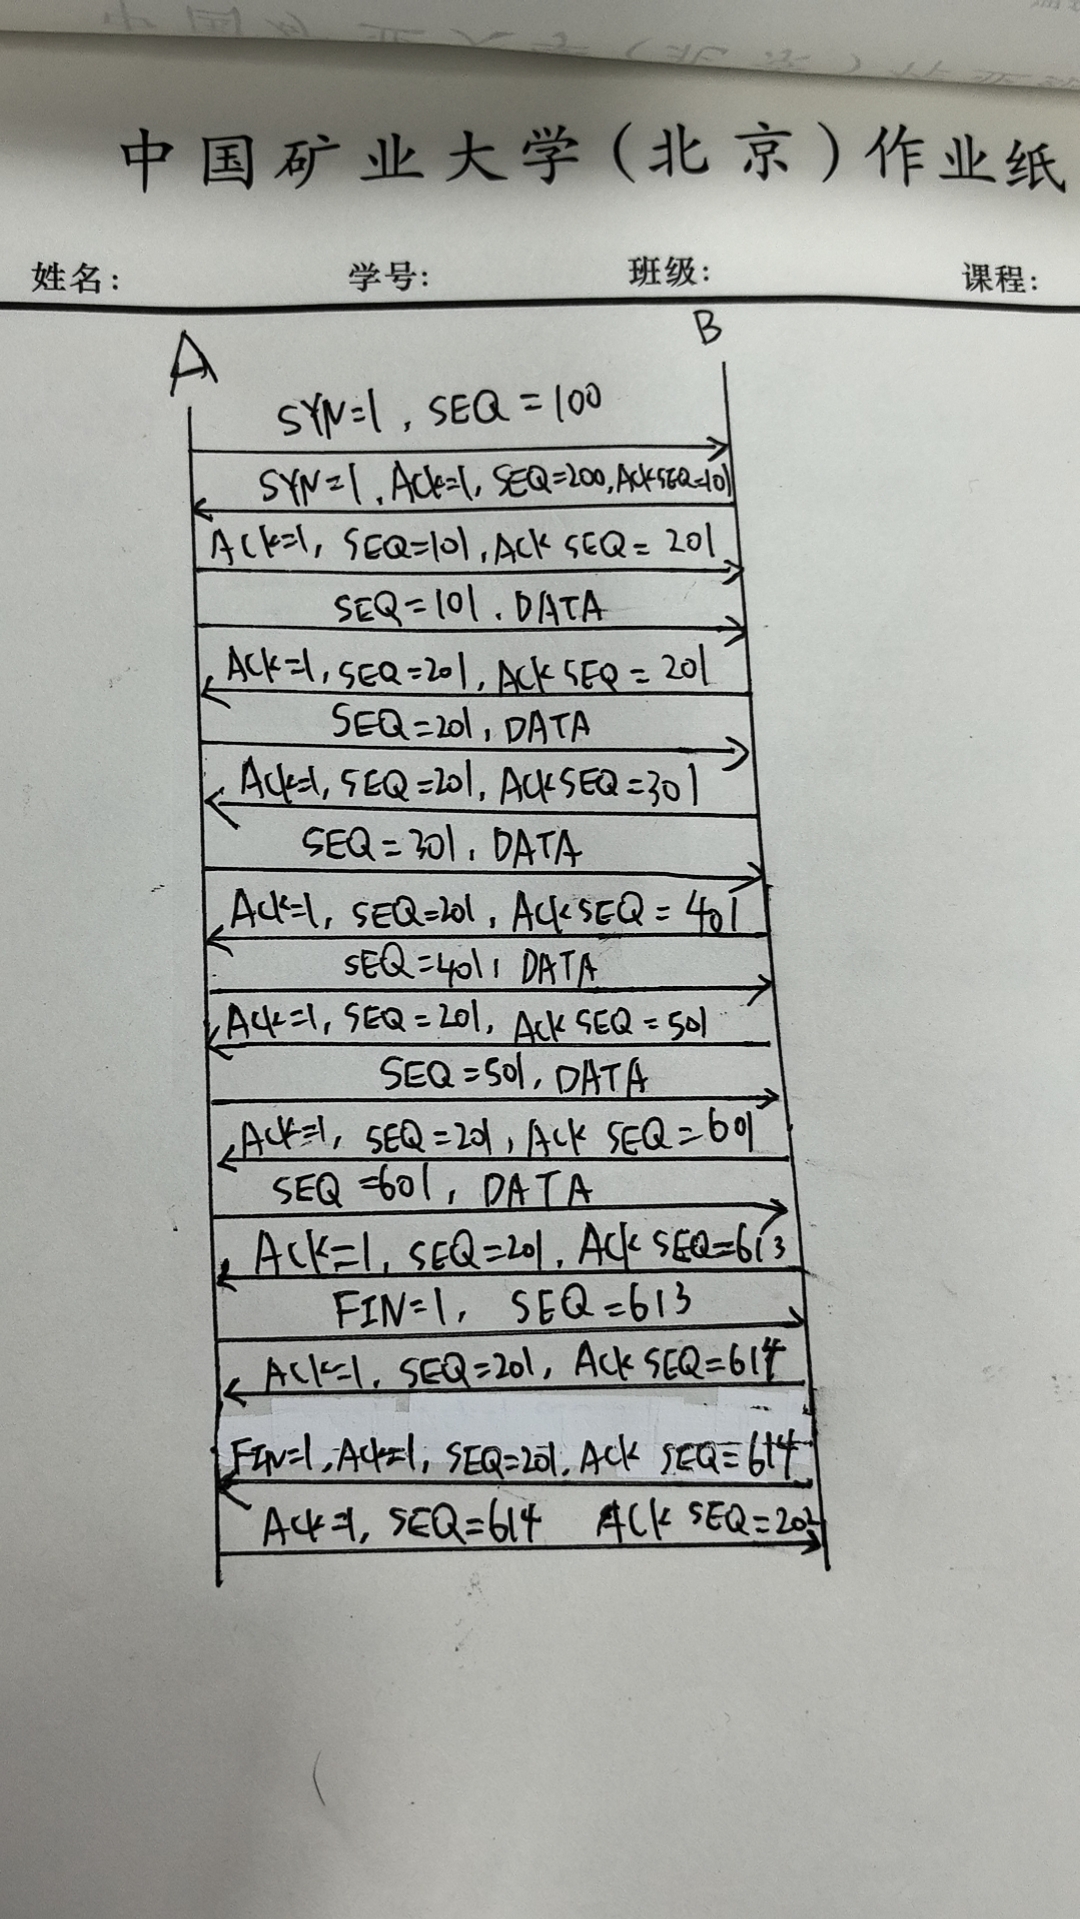 中国矿业大学（北京）作业纸
姓名： 学号： 班级： 课程：
A B
SYN=1, SEQ=100
SYN=1, ACK=1, SEQ=200, ACKSEQ=101
ACK=1, SEQ=101, ACK SEQ=201
SEQ=101, DATA
ACK=1, SEQ=201, ACK SEQ=201
SEQ=201, DATA
ACK=1, SEQ=201, ACKSEQ=301
SEQ=301, DATA
ACK=1, SEQ=201, ACKSEQ=401
SEQ=401, DATA
ACK=1, SEQ=201, ACK SEQ=501
SEQ=501, DATA
ACK=1, SEQ=201, ACK SEQ=601
SEQ=601, DATA
ACK=1, SEQ=201, ACK SEQ=613
FIN=1, SEQ=613
ACK=1, SEQ=201, ACK SEQ=614
FIN=1, ACK=1, SEQ=201, ACK SEQ=614
ACK=1, SEQ=614 ACK SEQ=202